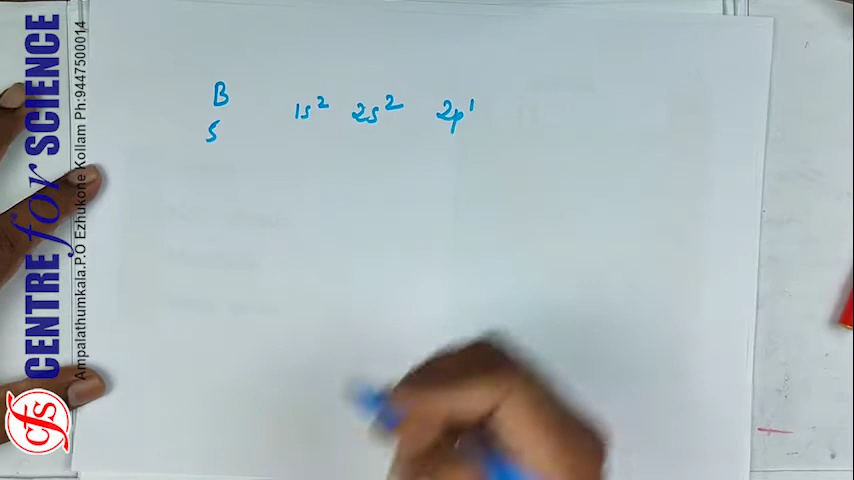 B 1s² 2s² 2p¹
5
CENTRE for SCIENCE
Ampalathumkala.P.O Ezhukone Kollam Ph:9447500014
cfs